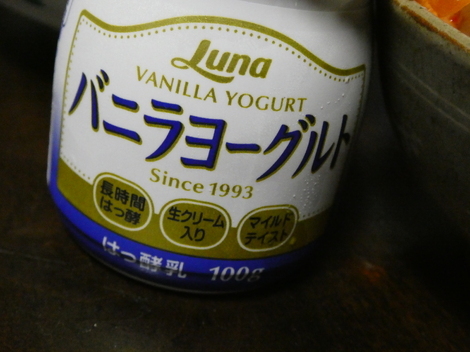 Luna
VANILLA YOGURT
バニラヨーグルト
Since 1993
長時間
はっ酵
生クリーム
入り
マイルド
テイスト
はっ酵乳 100g